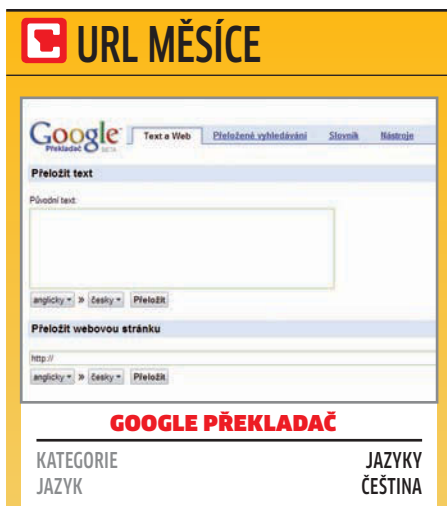 URL MĚSÍCE
Google
Překladač BETA
Text a Web Přeložené vyhledávání Slovník Nástroje
Přeložit text
Původní text:
anglicky » česky Přeložit
Přeložit webovou stránku
http://
anglicky » česky Přeložit
GOOGLE PŘEKLADAČ
KATEGORIE JAZYKY
JAZYK ČEŠTINA